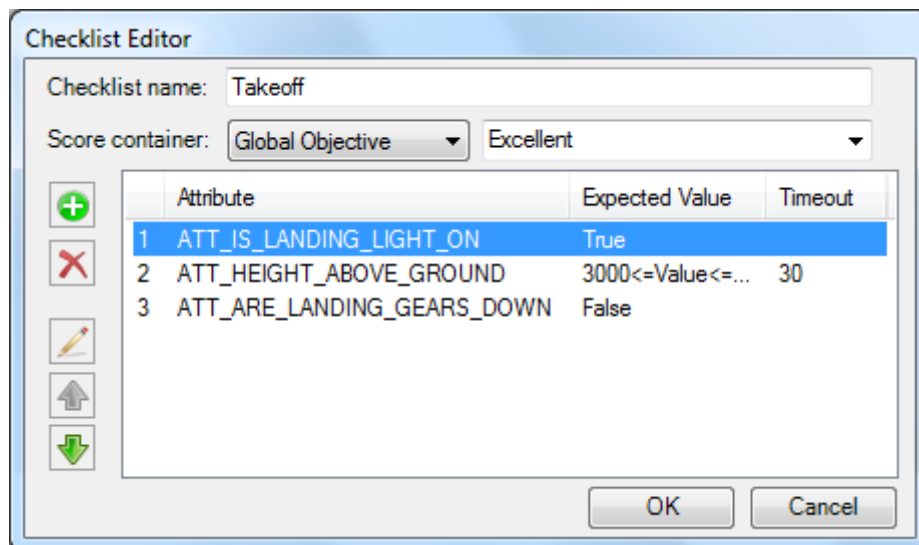 Checklist Editor
Checklist name: Takeoff
Score container: Global Objective Excellent
Attribute Expected Value Timeout
1 ATT_IS_LANDING_LIGHT_ON True
2 ATT_HEIGHT_ABOVE_GROUND 3000<=Value<=... 30
3 ATT_ARE_LANDING_GEARS_DOWN False
OK Cancel